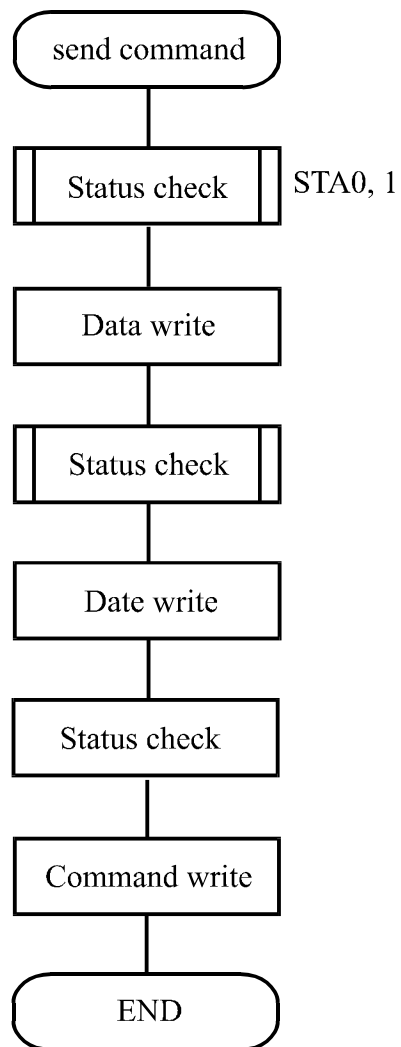 send command
Status check
STA0, 1
Data write
Status check
Date write
Status check
Command write
END